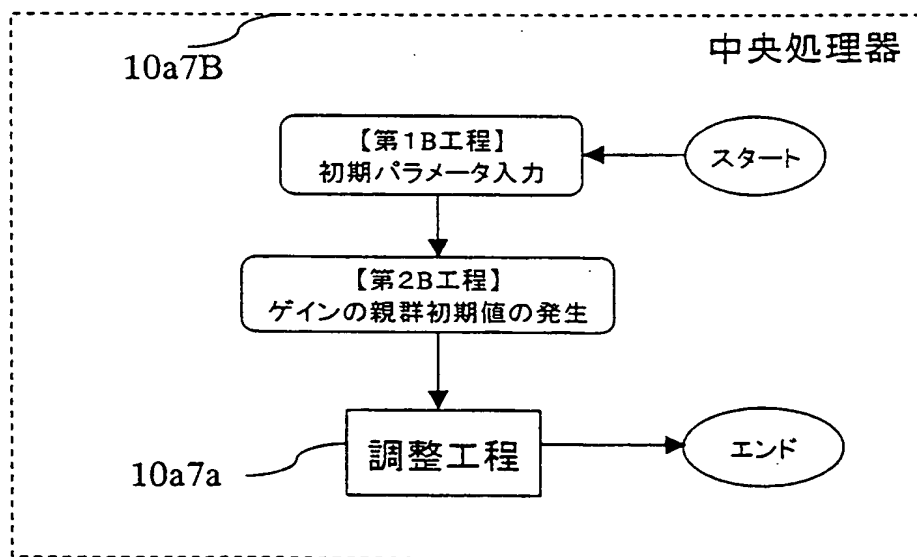 中央処理器
10a7B
【第1B工程】
初期パラメータ入力
スタート
【第2B工程】
ゲインの親群初期値の発生
調整工程
エンド
10a7a